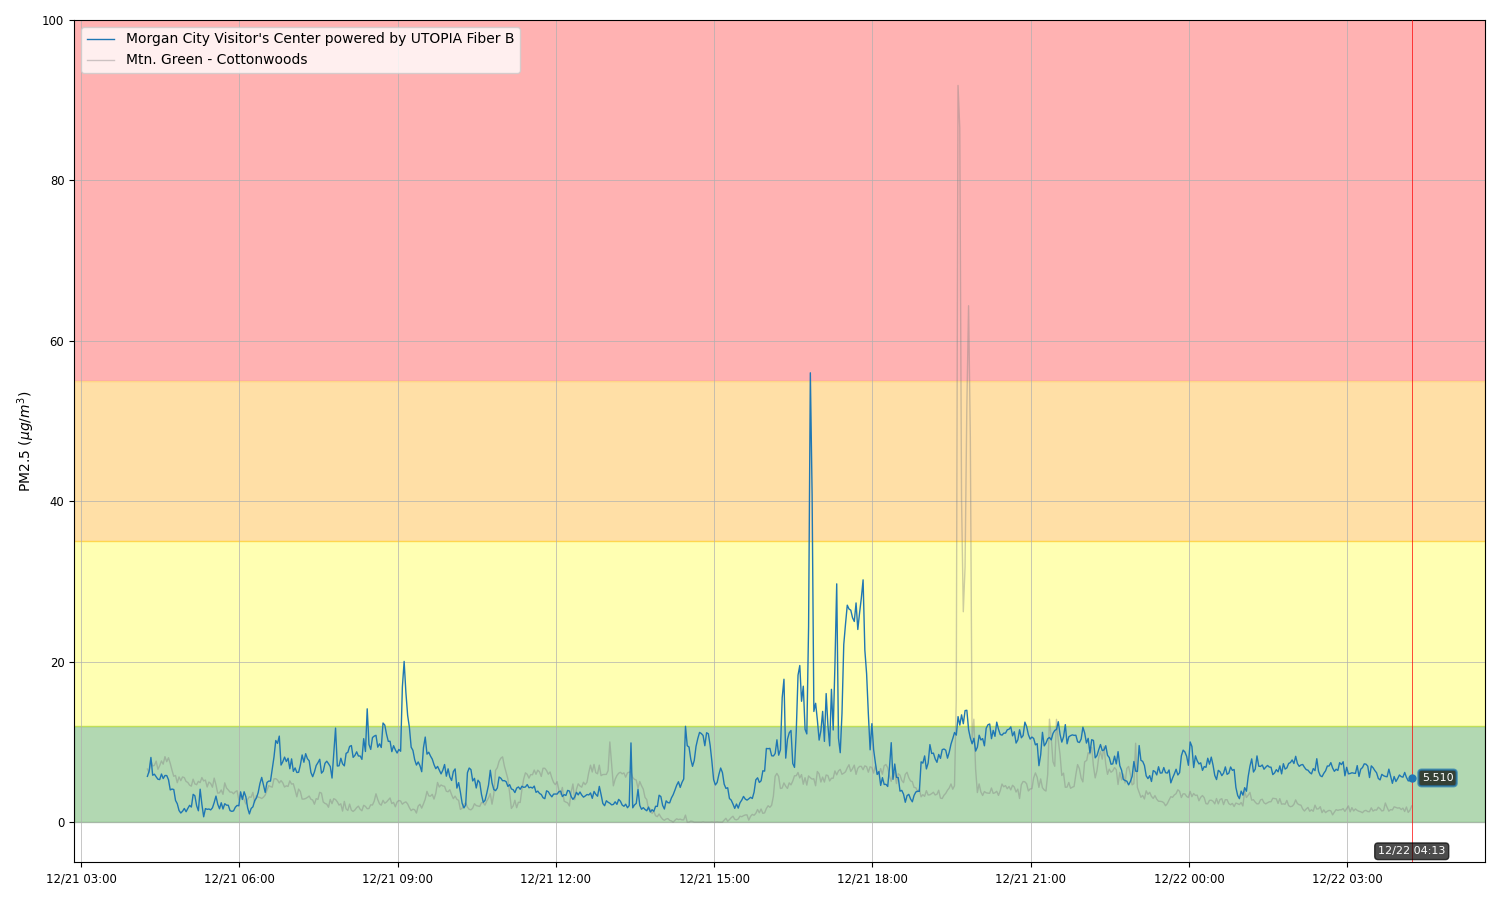 100
Morgan City Visitor's Center powered by UTOPIA Fiber B
Mtn. Green - Cottonwoods
80
60
PM2.5 (μg/m³)
40
20
5.510
0
12/22 04:13
12/21 03:00 12/21 06:00 12/21 09:00 12/21 12:00 12/21 15:00 12/21 18:00 12/21 21:00 12/22 00:00 12/22 03:00